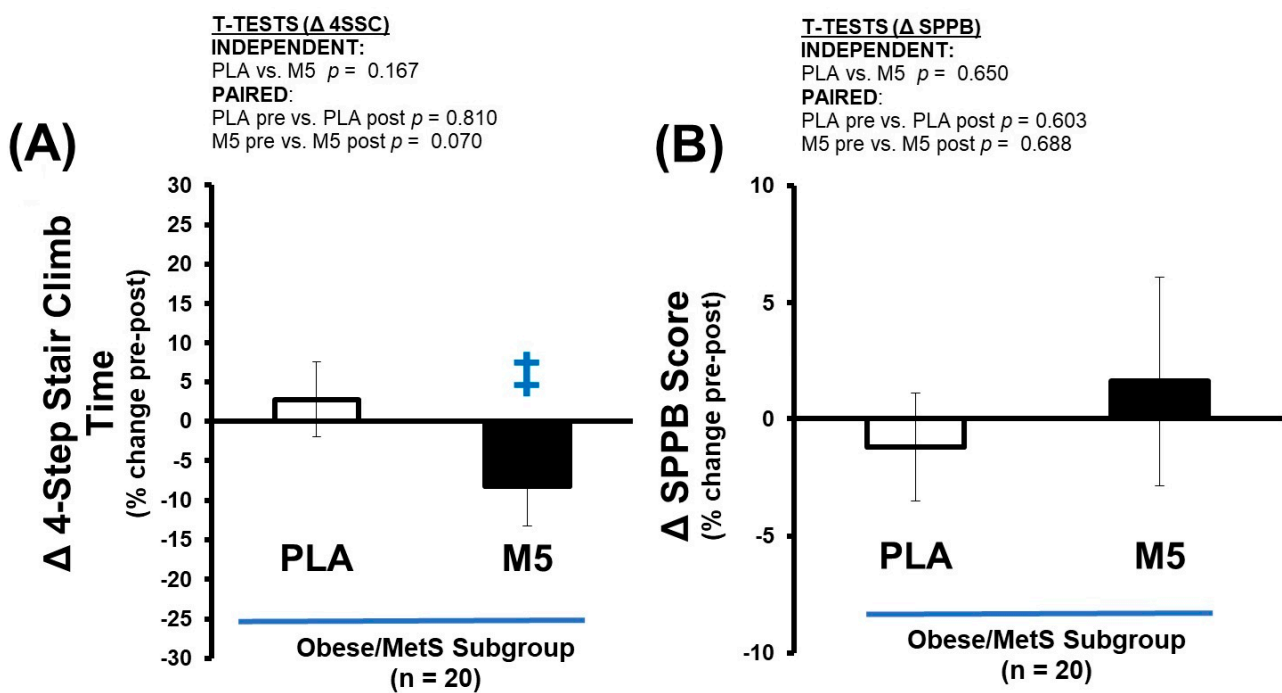 T-TESTS (Δ 4SSC)
INDEPENDENT:
PLA vs. M5 p = 0.167
PAIRED:
PLA pre vs. PLA post p = 0.810
M5 pre vs. M5 post p = 0.070
(A)
Δ 4-Step Stair Climb
Time
(% change pre-post)
30
25
20
15
10
5
0
-5
-10
-15
-20
-25
-30
‡
PLA
M5
Obese/MetS Subgroup
(n = 20)
T-TESTS (Δ SPPB)
INDEPENDENT:
PLA vs. M5 p = 0.650
PAIRED:
PLA pre vs. PLA post p = 0.603
M5 pre vs. M5 post p = 0.688
(B)
Δ SPPB Score
(% change pre-post)
10
5
0
-5
-10
PLA
M5
Obese/MetS Subgroup
(n = 20)